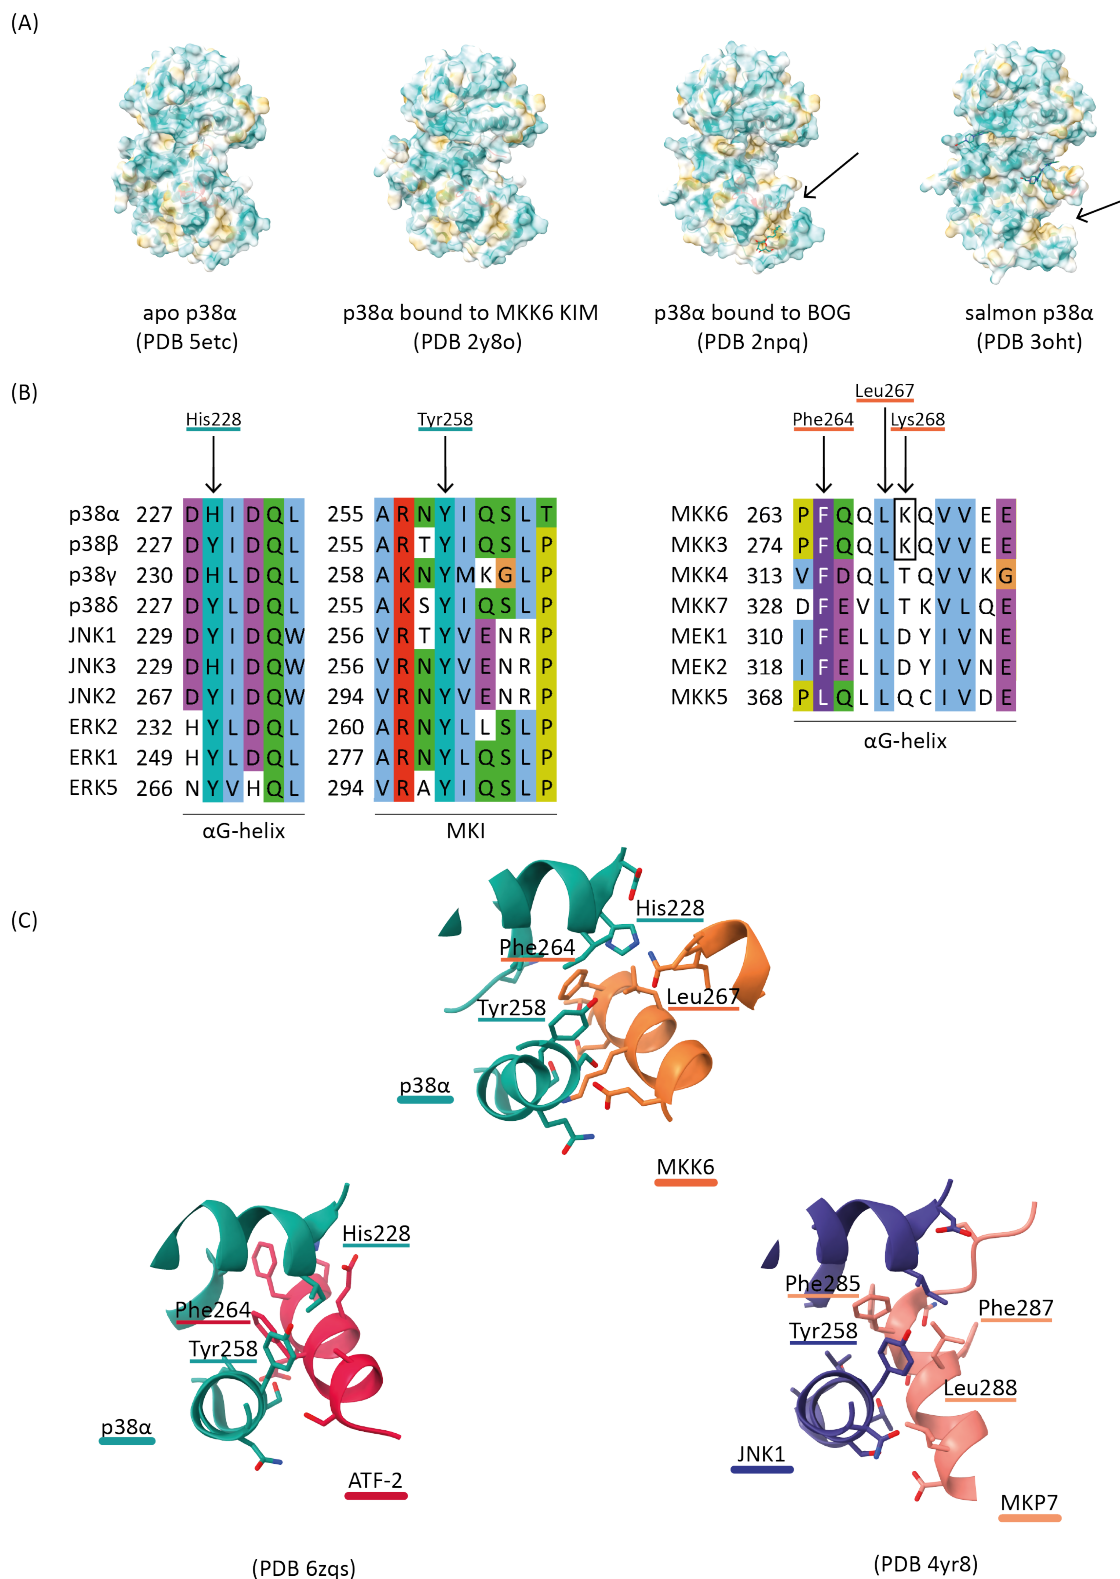 (A)
apo p38α
(PDB 5etc)
p38α bound to MKK6 KIM
(PDB 2y8o)
p38α bound to BOG
(PDB 2npq)
salmon p38α
(PDB 3oht)
(B)
His228
Tyr258
Phe264
Leu267
Lys268
p38α 227 D H I D Q L 255 A R N Y I Q S L T
p38β 227 D Y I D Q L 255 A R T Y I Q S L P
p38γ 230 D H L D Q L 258 A K N Y M K G L P
p38δ 227 D Y L D Q L 255 A K S Y I Q S L P
JNK1 229 D Y I D Q W 256 V R T Y V E N R P
JNK3 229 D H I D Q W 256 V R N Y V E N R P
JNK2 267 D Y I D Q W 294 V R N Y V E N R P
ERK2 232 H Y L D Q L 260 A R N Y L L S L P
ERK1 249 H Y L D Q L 277 A R N Y L Q S L P
ERK5 266 N Y V H Q L 294 V R A Y I Q S L P
αG-helix
MKI
MKK6 263 P F Q Q L K Q V V E E
MKK3 274 P F Q Q L K Q V V E E
MKK4 313 V F D Q L T Q V V K G
MKK7 328 D F E V L T K V L Q E
MEK1 310 I F E L L D Y I V N E
MEK2 318 I F E L L D Y I V N E
MKK5 368 P L Q L L Q C I V D E
αG-helix
(C)
His228
Phe264
Tyr258
Leu267
p38α
MKK6
His228
Phe264
Tyr258
p38α
ATF-2
(PDB 6zqs)
Phe285
Phe287
Tyr258
Leu288
JNK1
MKP7
(PDB 4yr8)